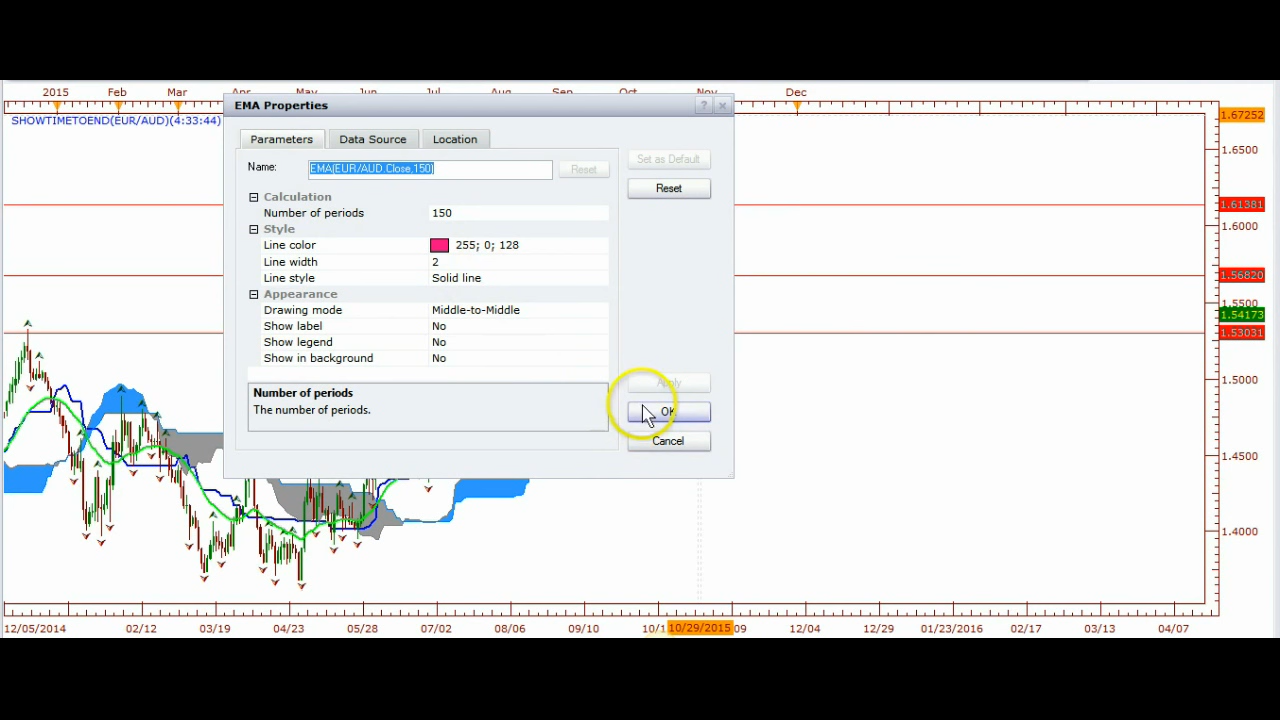 2015 Feb Mar Apr May Jun Jul Aug Sep Oct Nov Dec
EMA Properties
SHOWTIMETOEND(EUR/AUD)(4:33:44)
1.67252
Parameters Data Source Location
1.6500
Name: EMA(EUR/AUD.Close,150) Reset
Set as Default
Reset
Calculation
Number of periods 150
1.61381
Style
1.6000
Line color 255; 0; 128
Line width 2
Line style Solid line
1.56820
Appearance
1.5500
Drawing mode Middle-to-Middle
1.54173
Show label No
1.53031
Show legend No
Show in background No
1.5000
Apply
Number of periods
The number of periods.
OK
Cancel
1.4500
1.4000
12/05/2014 02/12 03/19 04/23 05/28 07/02 08/06 09/10 10/1 10/29/2015 09 12/04 12/29 01/23/2016 02/17 03/13 04/07